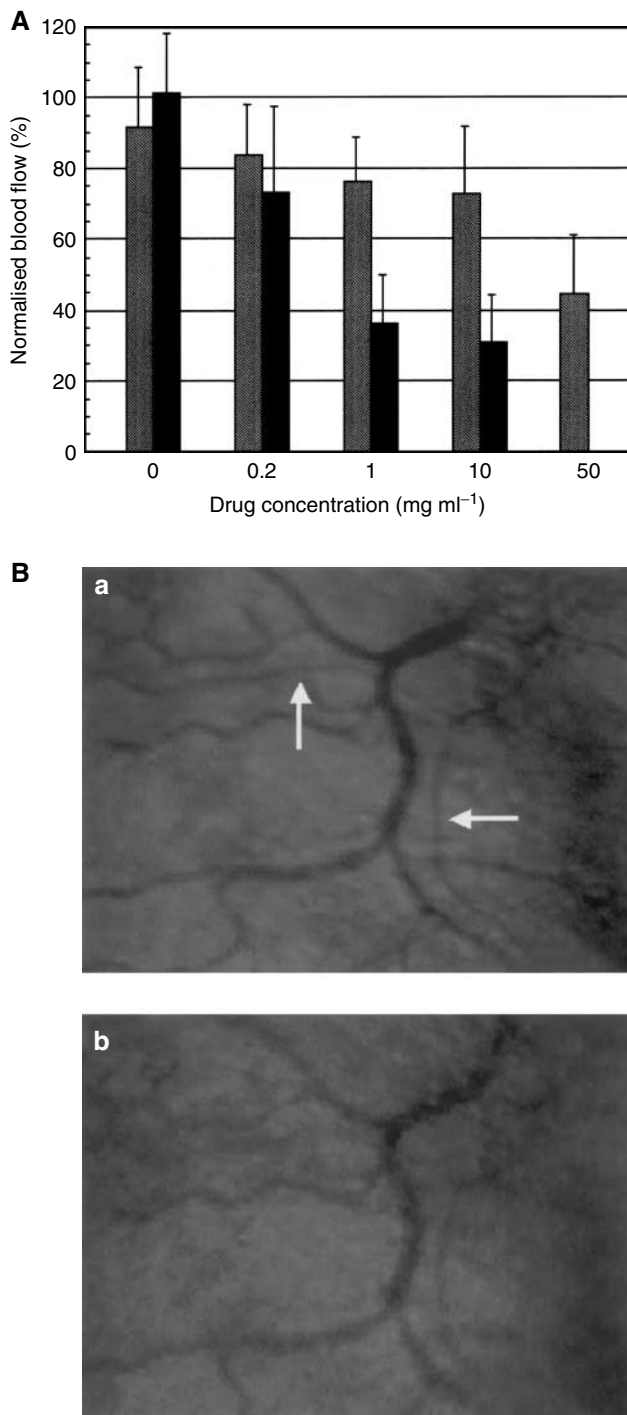 A
Normalised blood flow (%)
120
100
80
60
40
20
0
0 0.2 1 10 50
Drug concentration (mg ml⁻¹)
B
a
b